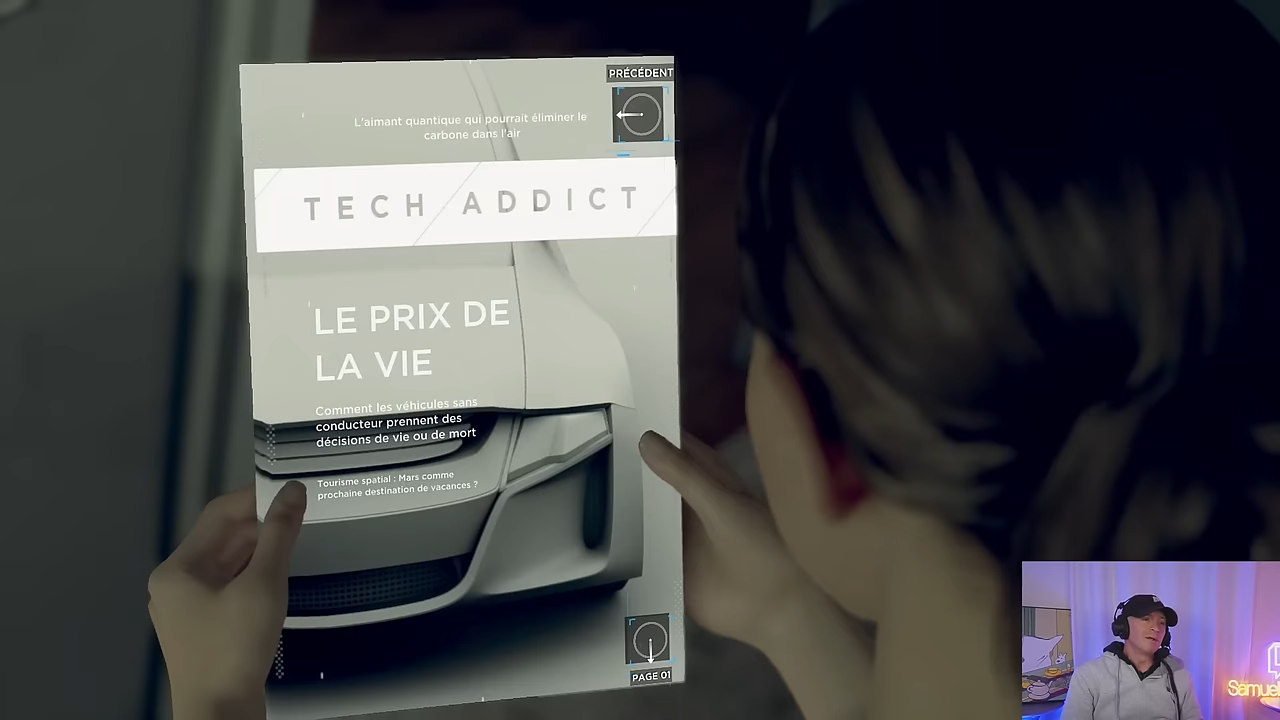 PRÉCÉDENT
L'aimant quantique qui pourrait éliminer le
carbone dans l'air
TECH ADDICT
LE PRIX DE
LA VIE
Comment les véhicules sans
conducteur prennent des
décisions de vie ou de mort
Tourisme spatial : Mars comme
prochaine destination de vacances ?
PAGE 01
Samuel